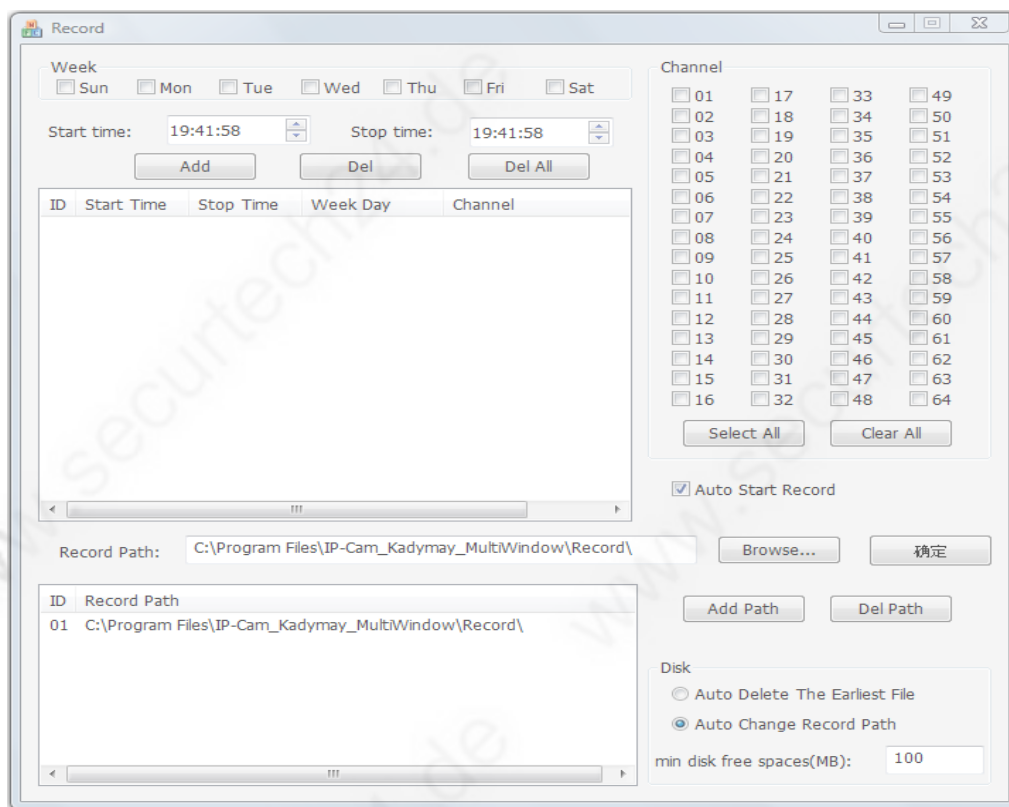 Record
Week
Sun Mon Tue Wed Thu Fri Sat
Start time: 19:41:58 Stop time: 19:41:58
Add Del Del All
ID Start Time Stop Time Week Day Channel
Channel
01 17 33 49
02 18 34 50
03 19 35 51
04 20 36 52
05 21 37 53
06 22 38 54
07 23 39 55
08 24 40 56
09 25 41 57
10 26 42 58
11 27 43 59
12 28 44 60
13 29 45 61
14 30 46 62
15 31 47 63
16 32 48 64
Select All Clear All
Auto Start Record
Record Path: C:\Program Files\IP-Cam_Kadymay_MultiWindow\Record\ Browse... 确定
ID Record Path
01 C:\Program Files\IP-Cam_Kadymay_MultiWindow\Record\
Add Path Del Path
Disk
Auto Delete The Earliest File
Auto Change Record Path
min disk free spaces(MB): 100
www.securtech24.de
www.securtech2